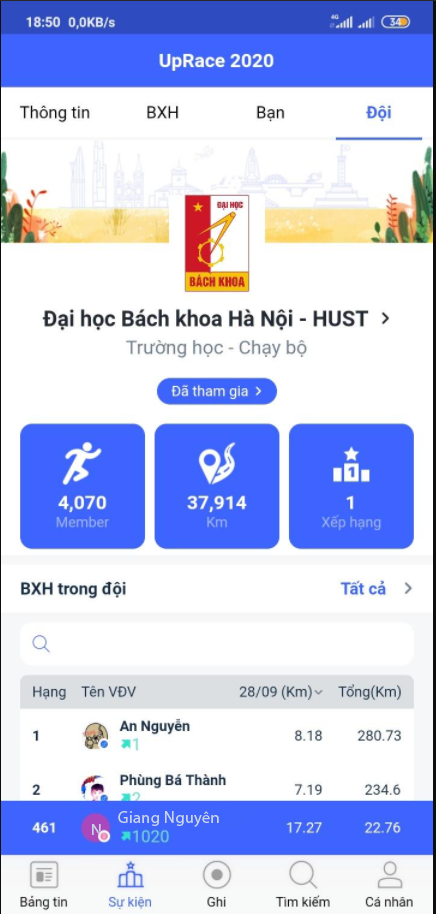 18:50 0,0KB/s 4G 34
UpRace 2020
Thông tin BXH Bạn Đội
ĐẠI HỌC
BÁCH KHOA
Đại học Bách khoa Hà Nội - HUST
Trường học - Chạy bộ
Đã tham gia
1
4,070 37,914 1
Member Km Xếp hạng
BXH trong đội Tất cả
Hạng Tên VĐV 28/09 (Km) Tổng(Km)
An Nguyễn
1 8.18 280.73
1
Phùng Bá Thành
2 7.19 234.6
2
Giang Nguyên
461 N 17.27 22.76
1020
Bảng tin Sự kiện Ghi Tìm kiếm Cá nhân